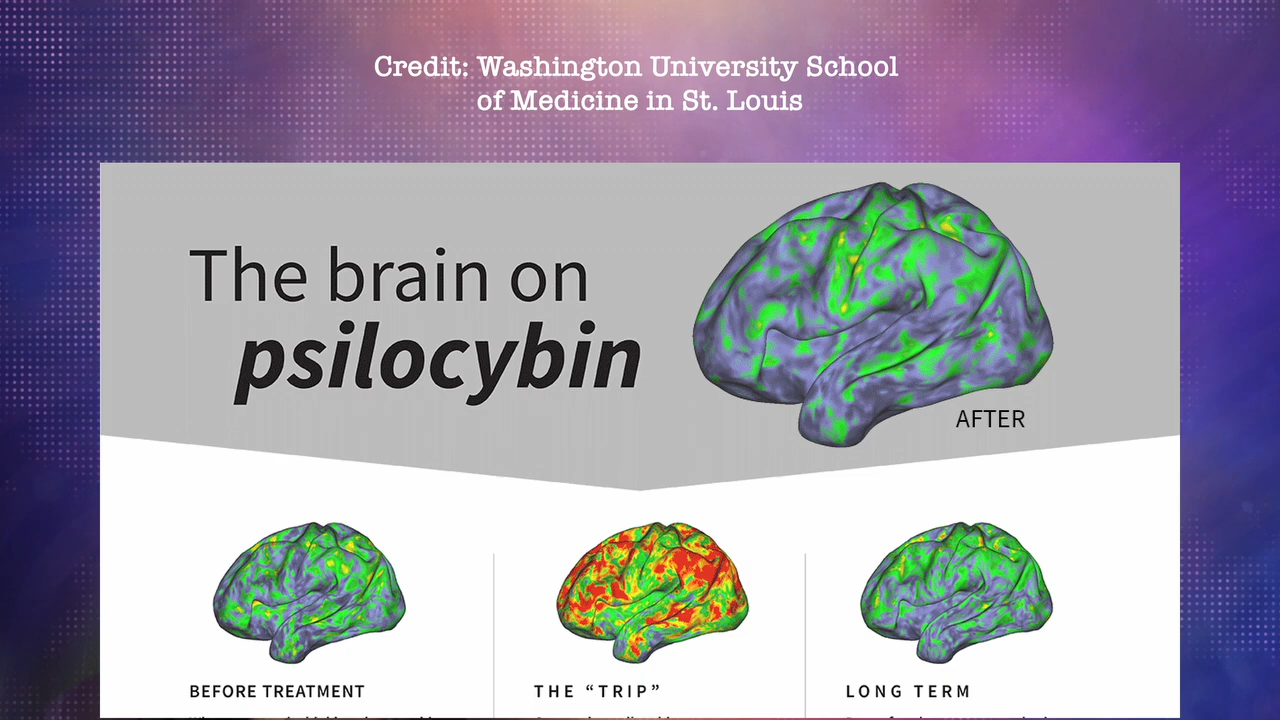 Credit: Washington University School
of Medicine in St. Louis
The brain on
psilocybin
AFTER
BEFORE TREATMENT
THE “TRIP”
LONG TERM